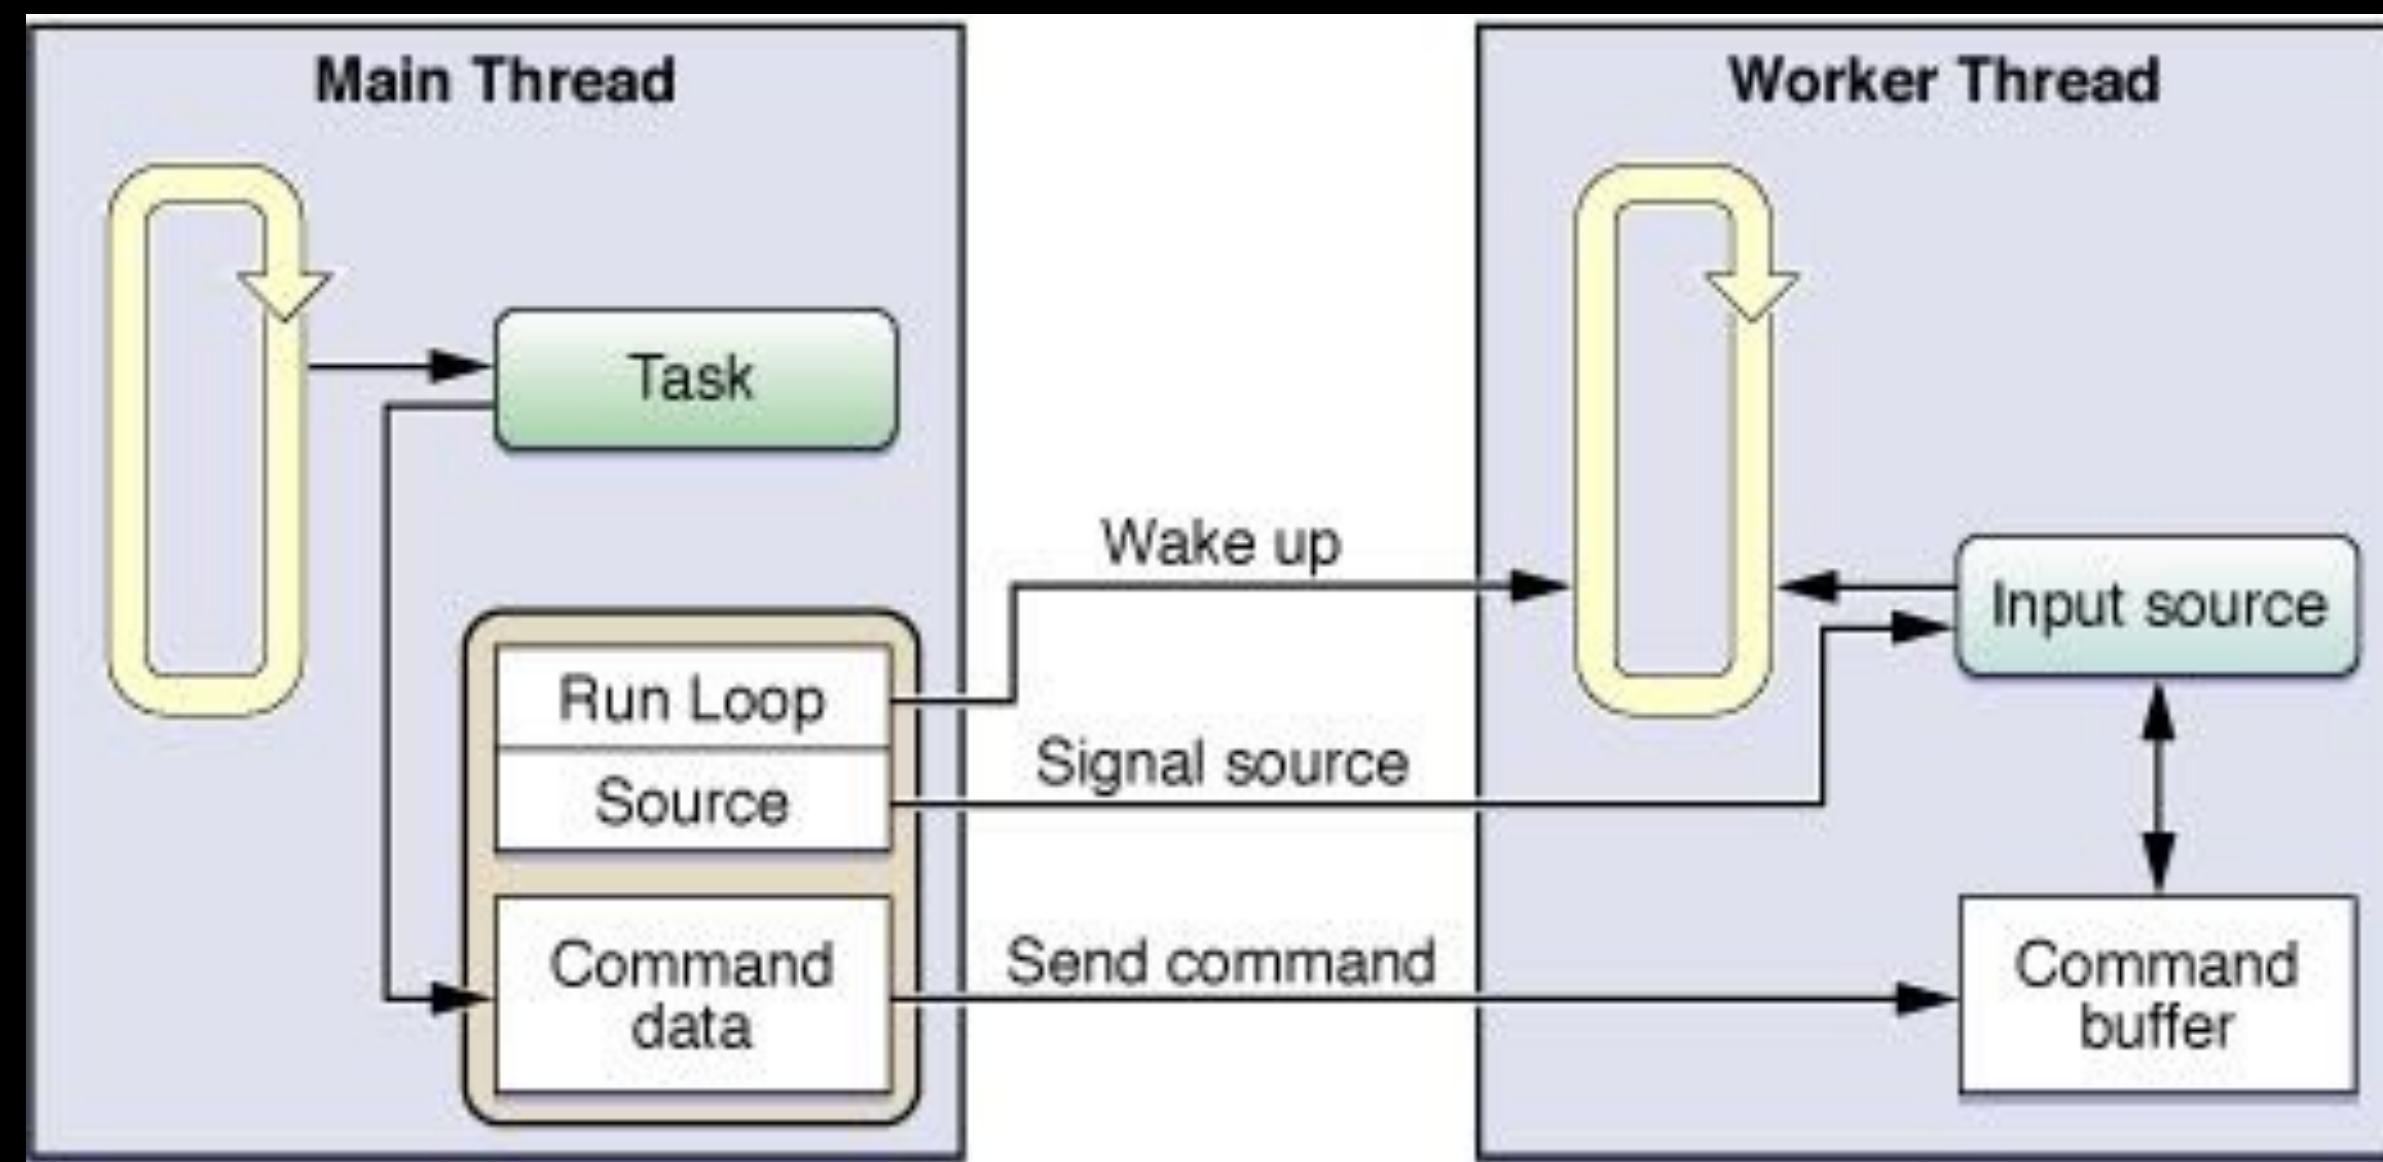 Main Thread
Worker Thread
Task
Wake up
Input source
Run Loop
Signal source
Source
Send command
Command
data
Command
buffer